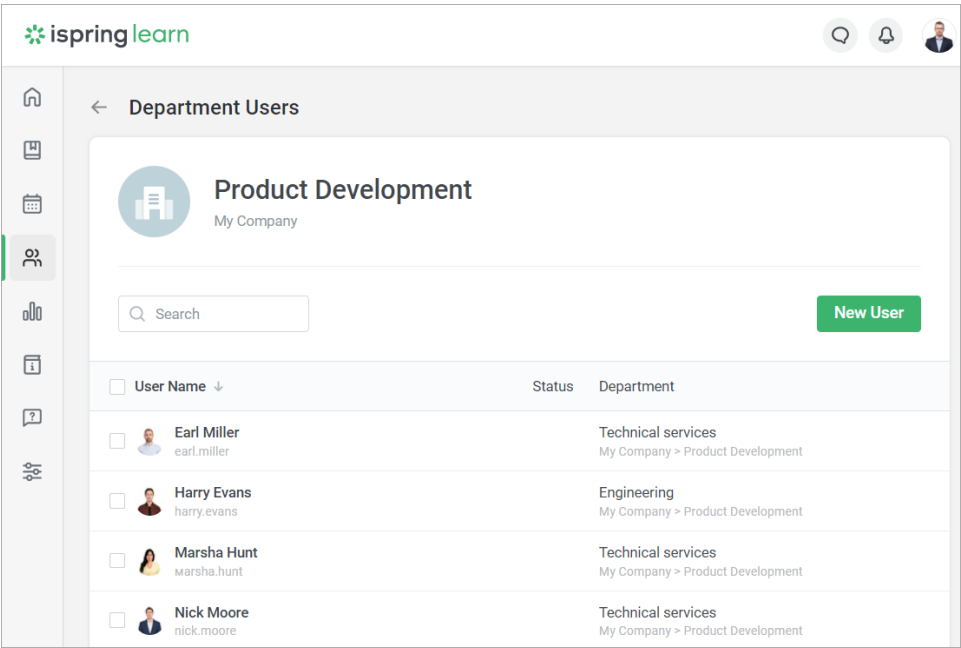 ispring learn
Department Users
Product Development
My Company
Search
New User
User Name ↓ Status Department
Earl Miller Technical services
earl.miller My Company > Product Development
Harry Evans Engineering
harry.evans My Company > Product Development
Marsha Hunt Technical services
мarsha.hunt My Company > Product Development
Nick Moore Technical services
nick.moore My Company > Product Development